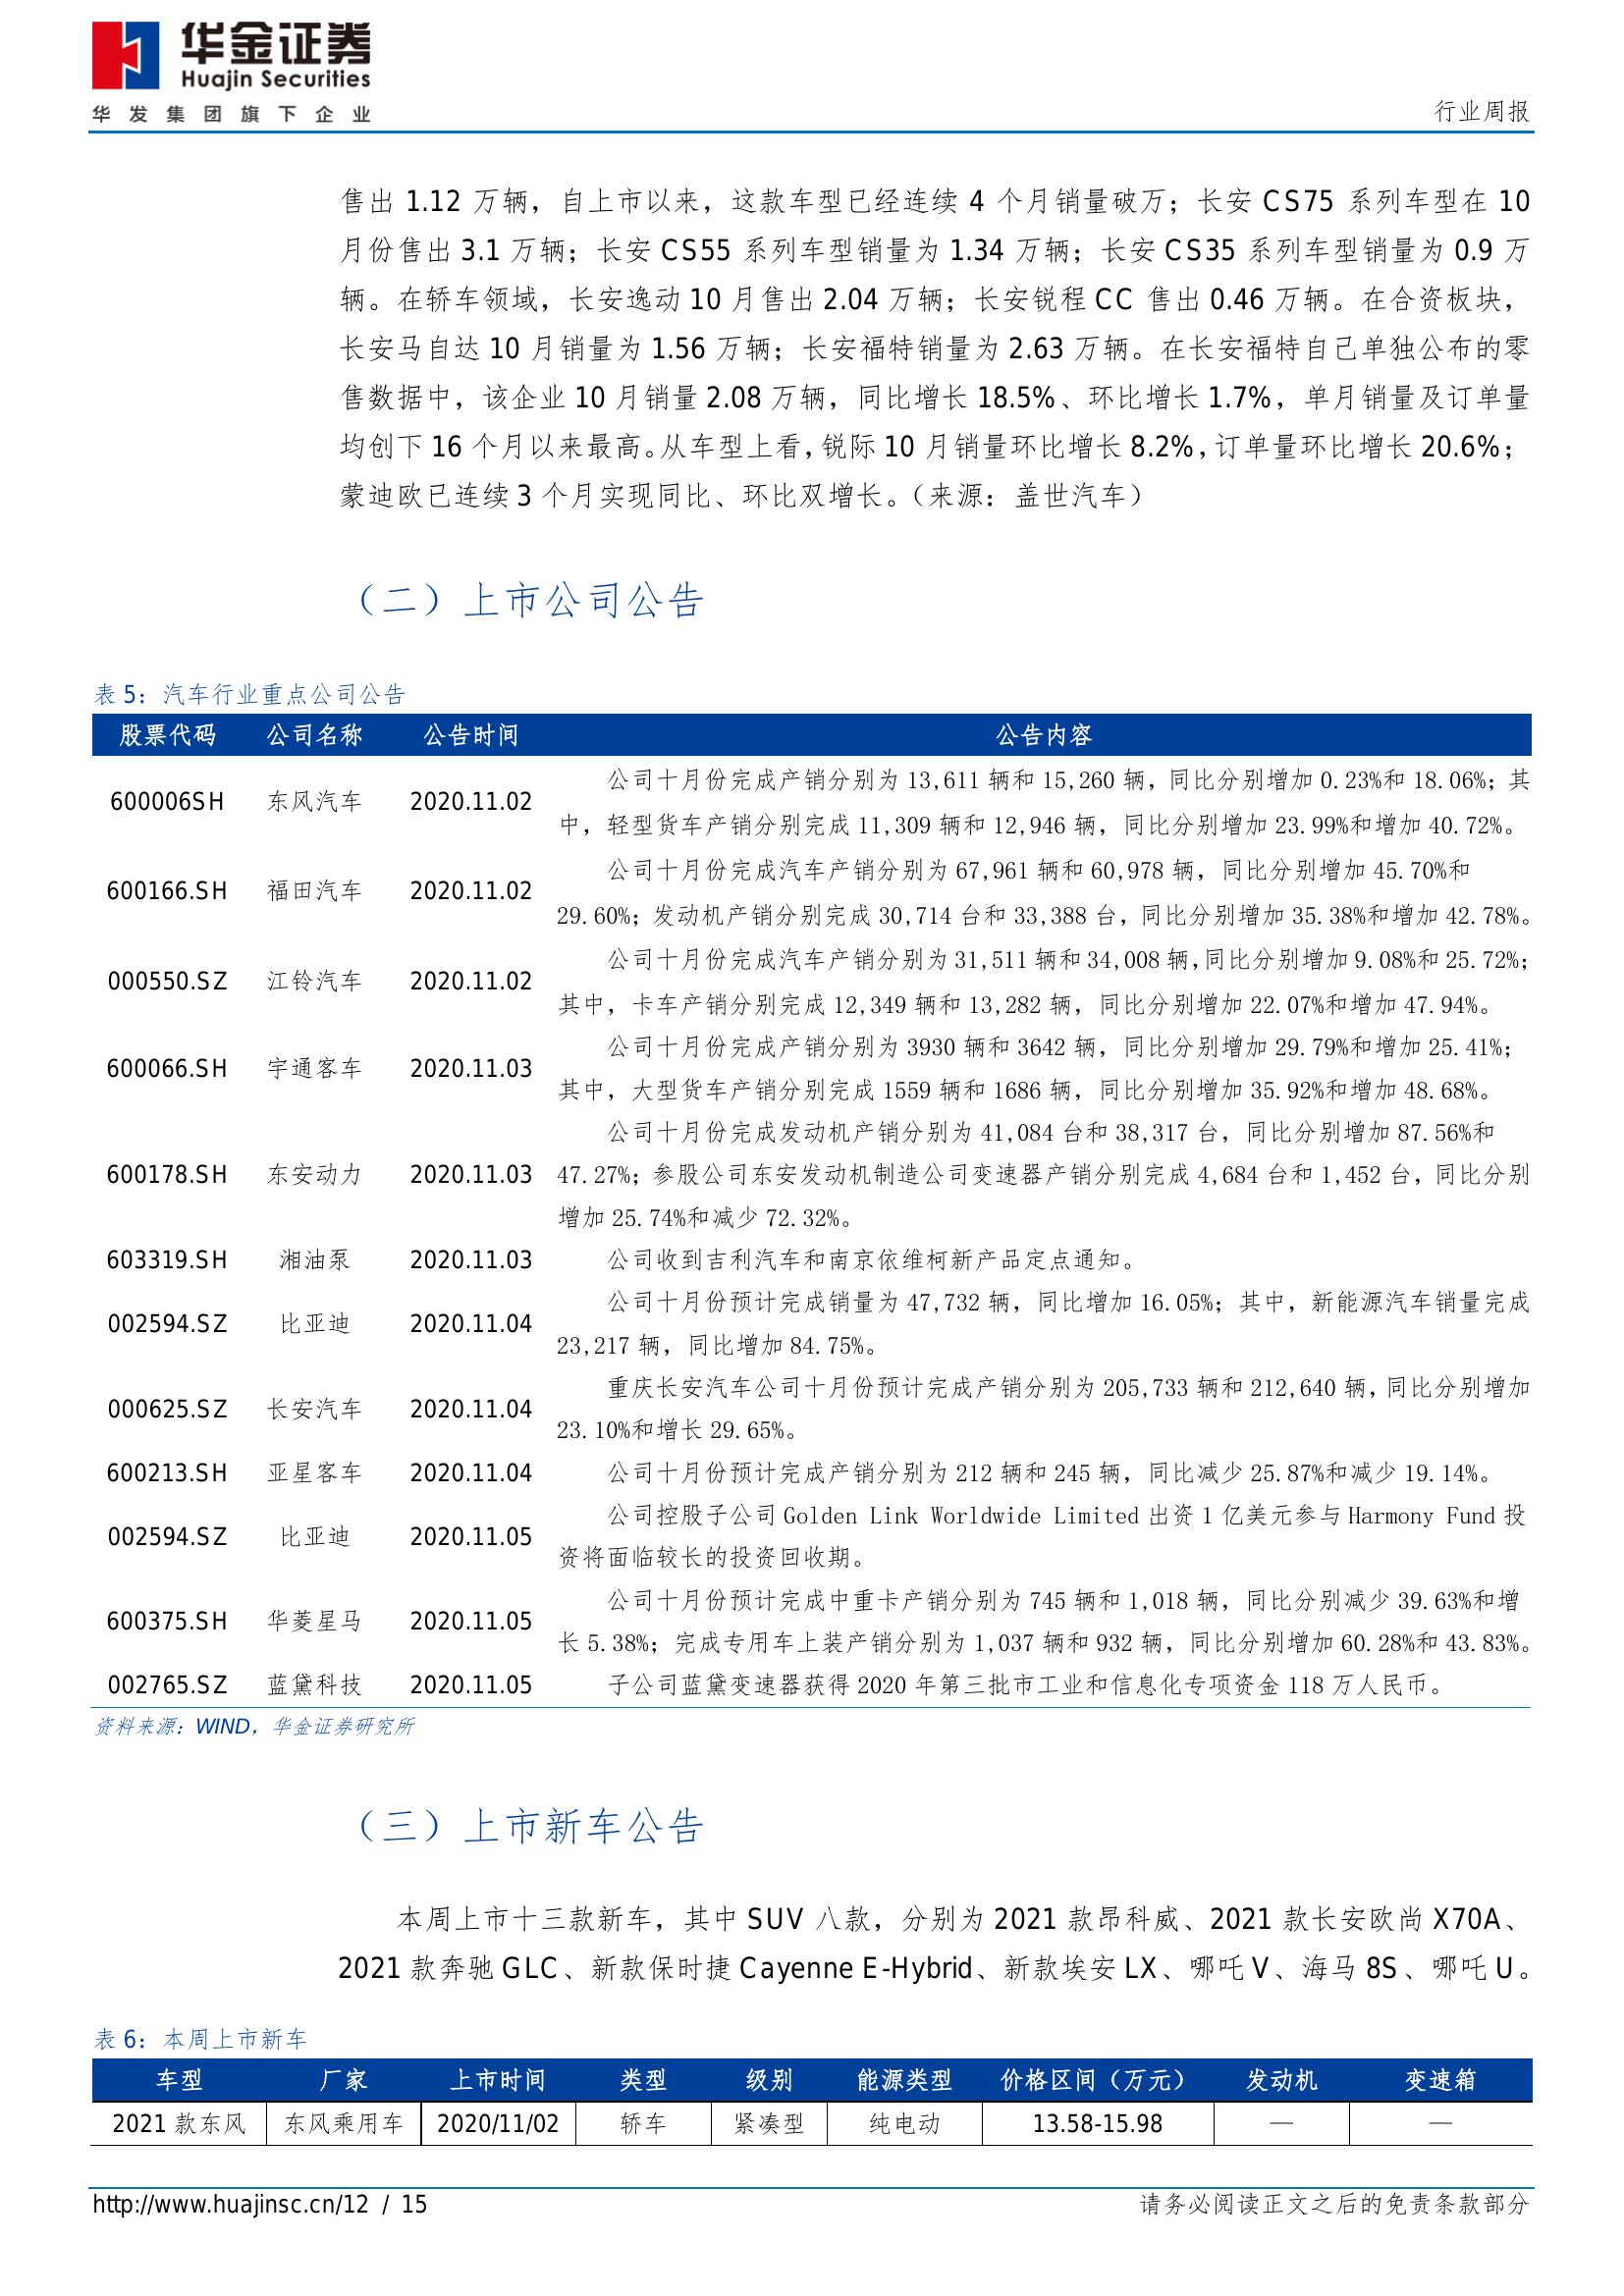 华金证券
Huajin Securities
华发集团旗下企业
行业周报
售出 1.12 万辆，自上市以来，这款车型已经连续 4 个月销量破万；长安 CS75 系列车型在 10
月份售出 3.1 万辆；长安 CS55 系列车型销量为 1.34 万辆；长安 CS35 系列车型销量为 0.9 万
辆。在轿车领域，长安逸动 10 月售出 2.04 万辆；长安锐程 CC 售出 0.46 万辆。在合资板块，
长安马自达 10 月销量为 1.56 万辆；长安福特销量为 2.63 万辆。在长安福特自己单独公布的零
售数据中，该企业 10 月销量 2.08 万辆，同比增长 18.5%、环比增长 1.7%，单月销量及订单量
均创下 16 个月以来最高。从车型上看，锐际 10 月销量环比增长 8.2%，订单量环比增长 20.6%；
蒙迪欧已连续 3 个月实现同比、环比双增长。（来源：盖世汽车）
（二）上市公司公告
表 5：汽车行业重点公司公告
股票代码 公司名称 公告时间 公告内容
600006SH 东风汽车 2020.11.02 公司十月份完成产销分别为 13,611 辆和 15,260 辆，同比分别增加 0.23%和 18.06%；其
中，轻型货车产销分别完成 11,309 辆和 12,946 辆，同比分别增加 23.99%和增加 40.72%。
600166.SH 福田汽车 2020.11.02 公司十月份完成汽车产销分别为 67,961 辆和 60,978 辆，同比分别增加 45.70%和
29.60%；发动机产销分别完成 30,714 台和 33,388 台，同比分别增加 35.38%和增加 42.78%。
000550.SZ 江铃汽车 2020.11.02 公司十月份完成汽车产销分别为 31,511 辆和 34,008 辆，同比分别增加 9.08%和 25.72%；
其中，卡车产销分别完成 12,349 辆和 13,282 辆，同比分别增加 22.07%和增加 47.94%。
600066.SH 宇通客车 2020.11.03 公司十月份完成产销分别为 3930 辆和 3642 辆，同比分别增加 29.79%和增加 25.41%；
其中，大型货车产销分别完成 1559 辆和 1686 辆，同比分别增加 35.92%和增加 48.68%。
600178.SH 东安动力 2020.11.03 公司十月份完成发动机产销分别为 41,084 台和 38,317 台，同比分别增加 87.56%和
47.27%；参股公司东安发动机制造公司变速器产销分别完成 4,684 台和 1,452 台，同比分别
增加 25.74%和减少 72.32%。
603319.SH 湘油泵 2020.11.03 公司收到吉利汽车和南京依维柯新产品定点通知。
002594.SZ 比亚迪 2020.11.04 公司十月份预计完成销量为 47,732 辆，同比增加 16.05%；其中，新能源汽车销量完成
23,217 辆，同比增加 84.75%。
000625.SZ 长安汽车 2020.11.04 重庆长安汽车公司十月份预计完成产销分别为 205,733 辆和 212,640 辆，同比分别增加
23.10%和增长 29.65%。
600213.SH 亚星客车 2020.11.04 公司十月份预计完成产销分别为 212 辆和 245 辆，同比减少 25.87%和减少 19.14%。
002594.SZ 比亚迪 2020.11.05 公司控股子公司 Golden Link Worldwide Limited 出资 1 亿美元参与 Harmony Fund 投
资将面临较长的投资回收期。
600375.SH 华菱星马 2020.11.05 公司十月份预计完成中重卡产销分别为 745 辆和 1,018 辆，同比分别减少 39.63%和增
长 5.38%；完成专用车上装产销分别为 1,037 辆和 932 辆，同比分别增加 60.28%和 43.83%。
002765.SZ 蓝黛科技 2020.11.05 子公司蓝黛变速器获得 2020 年第三批市工业和信息化专项资金 118 万人民币。
资料来源：WIND，华金证券研究所
（三）上市新车公告
本周上市十三款新车，其中 SUV 八款，分别为 2021 款昂科威、2021 款长安欧尚 X70A、
2021 款奔驰 GLC、新款保时捷 Cayenne E-Hybrid、新款埃安 LX、哪吒 V、海马 8S、哪吒 U。
表 6：本周上市新车
车型 厂家 上市时间 类型 级别 能源类型 价格区间（万元） 发动机 变速箱
2021 款东风 东风乘用车 2020/11/02 轿车 紧凑型 纯电动 13.58-15.98 — —
http://www.huajinsc.cn/12 / 15
请务必阅读正文之后的免责条款部分